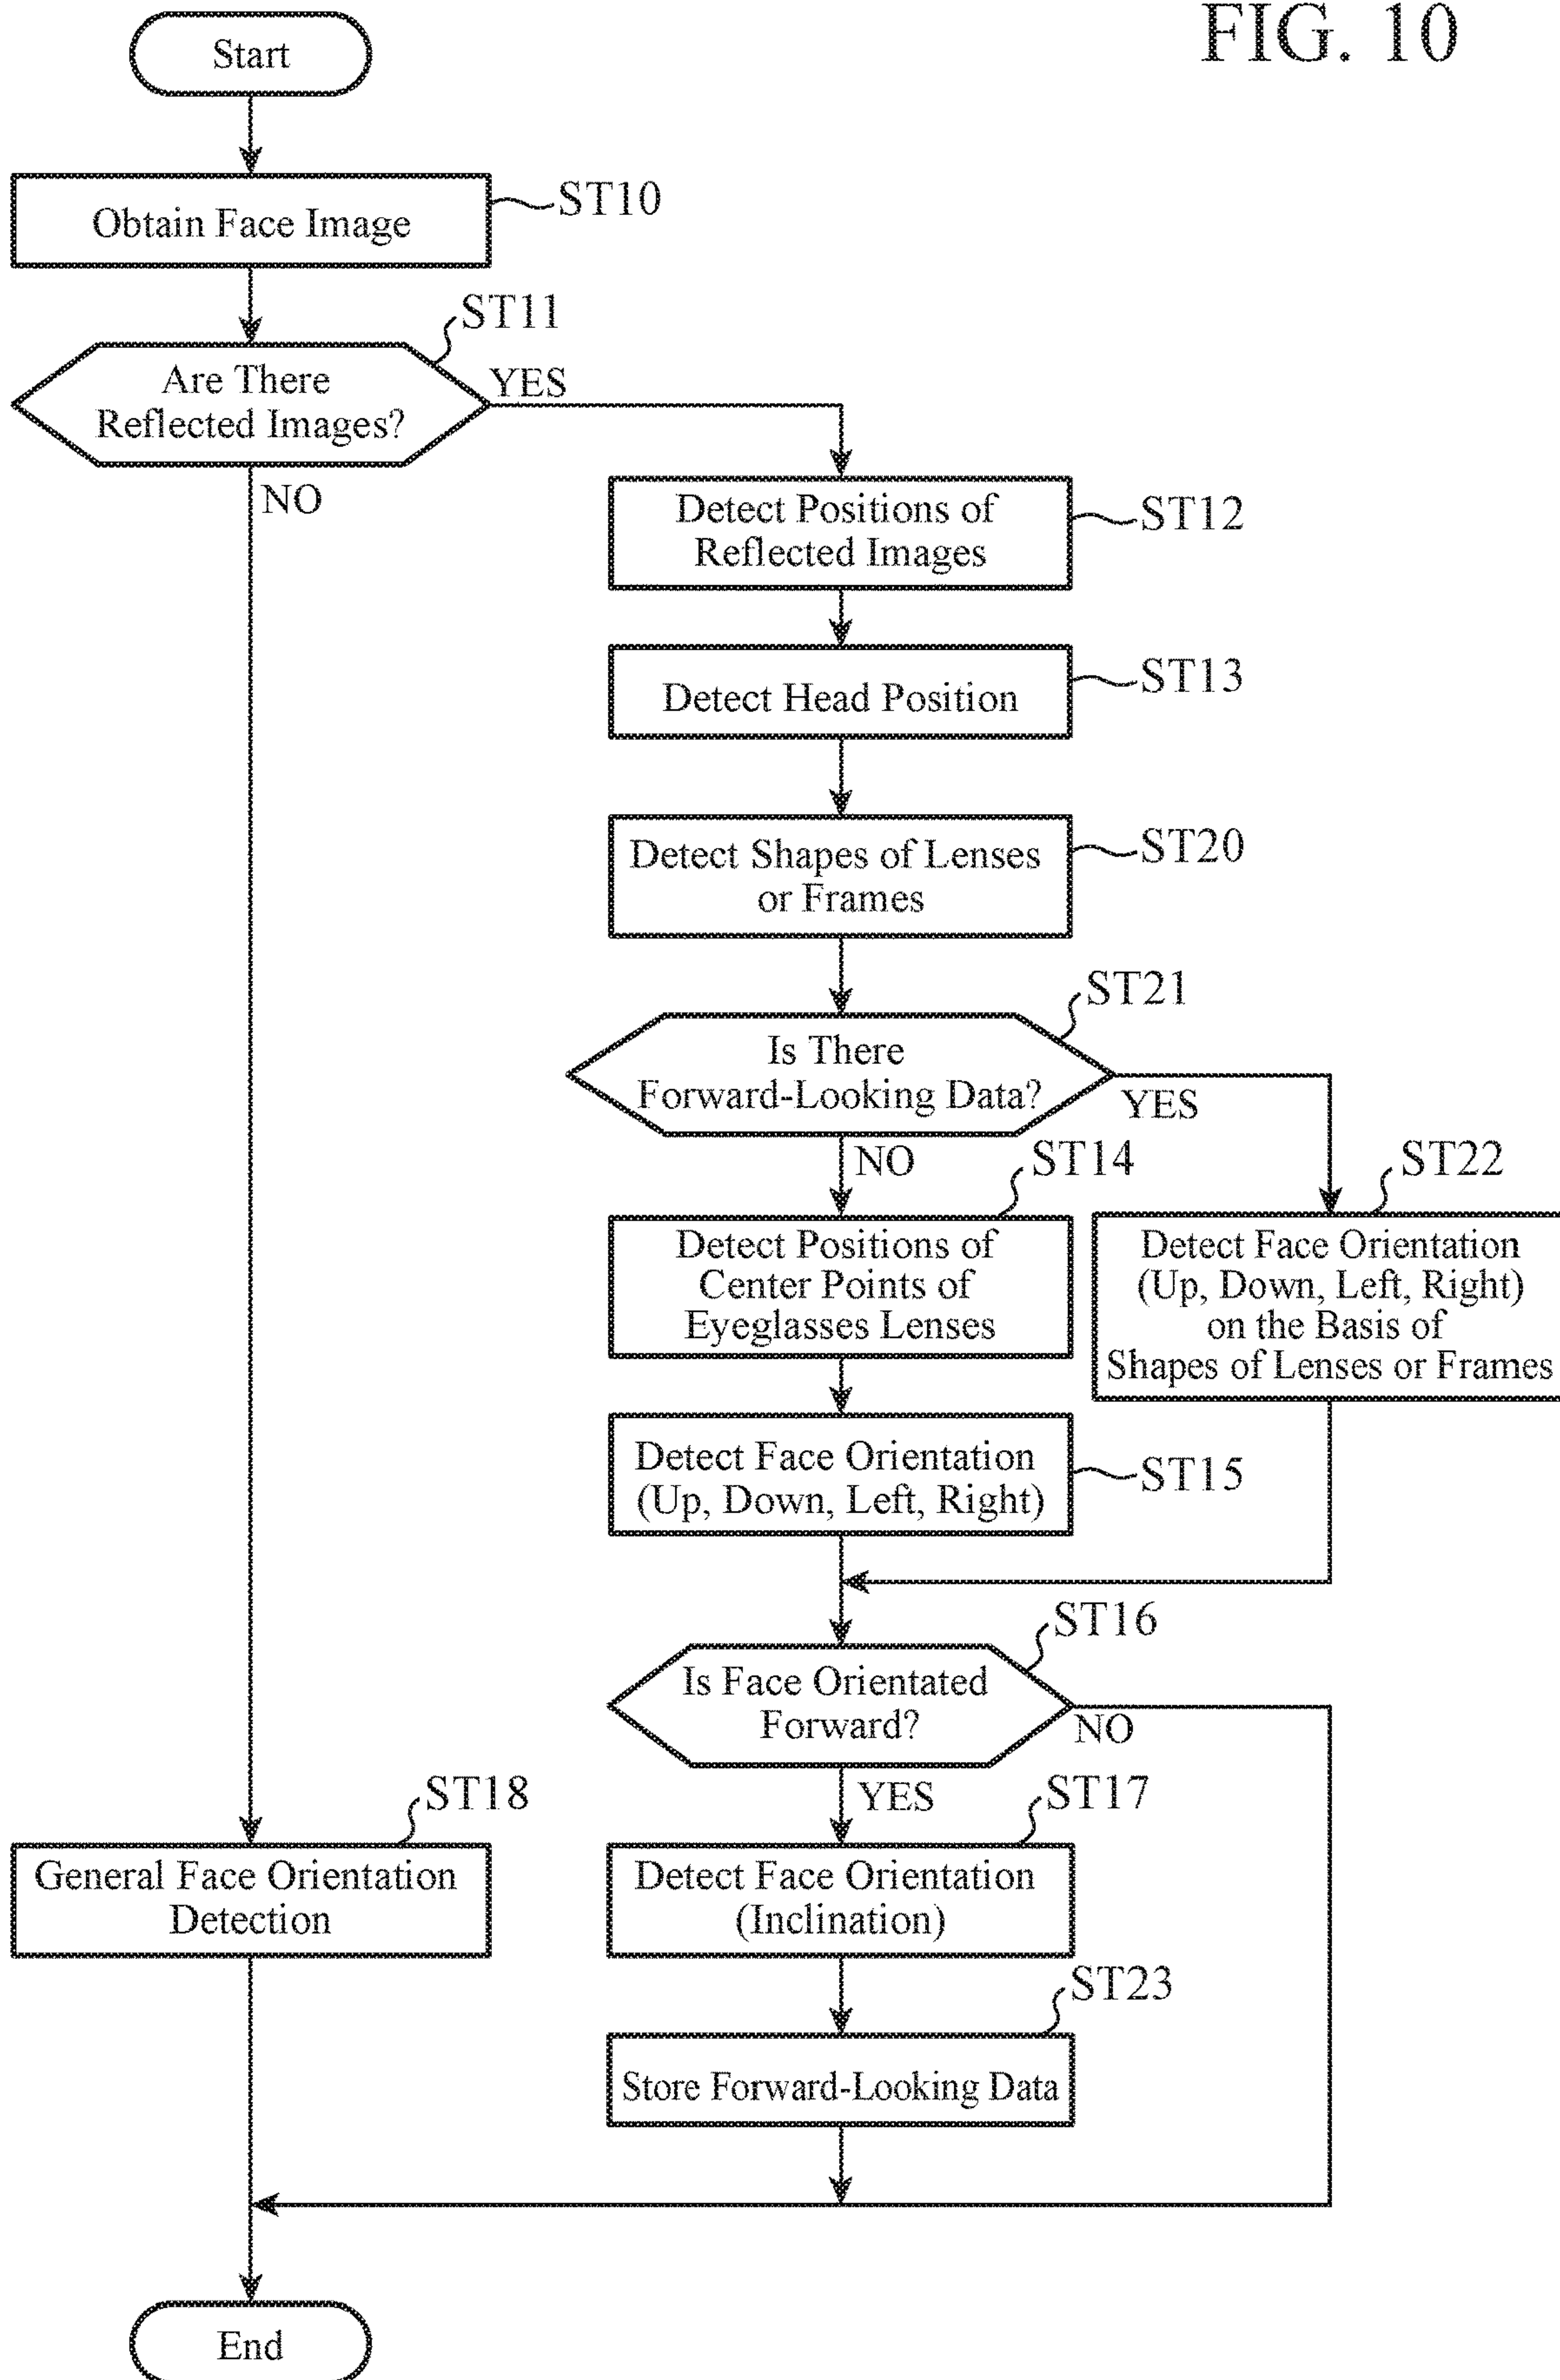 FIG. 10
Start
Obtain Face Image
ST10
ST11
Are There
Reflected Images?
YES
NO
Detect Positions of
Reflected Images
ST12
Detect Head Position
ST13
Detect Shapes of Lenses
or Frames
ST20
ST21
Is There
Forward-Looking Data?
YES
NO
ST14
Detect Positions of
Center Points of
Eyeglasses Lenses
ST22
Detect Face Orientation
(Up, Down, Left, Right)
on the Basis of
Shapes of Lenses or Frames
Detect Face Orientation
(Up, Down, Left, Right)
ST15
ST16
Is Face Orientated
Forward?
NO
YES
ST18
General Face Orientation
Detection
ST17
Detect Face Orientation
(Inclination)
ST23
Store Forward-Looking Data
End